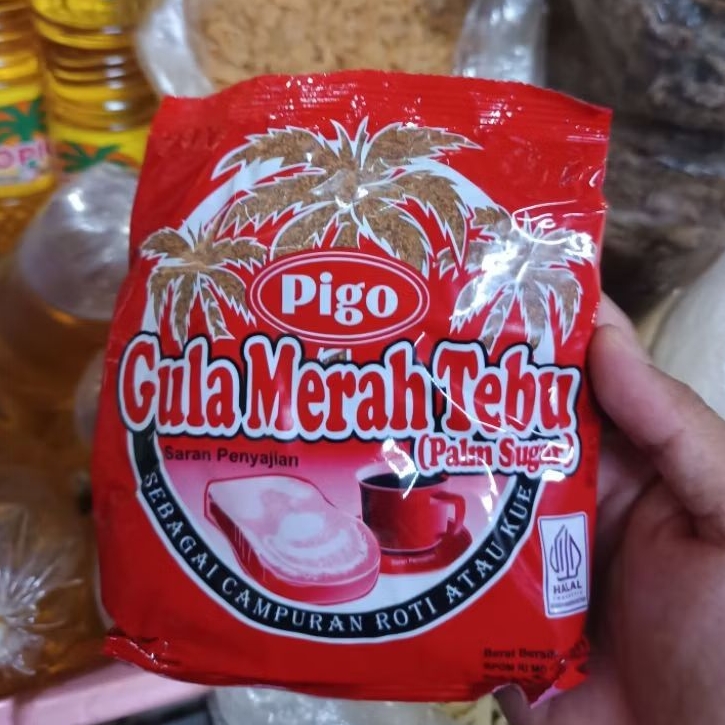 Pigo
Gula Merah Tebu
(Palm Sugar)
Saran Penyajian
SEBAGAI CAMPURAN ROTI ATAU KUE
HALAL